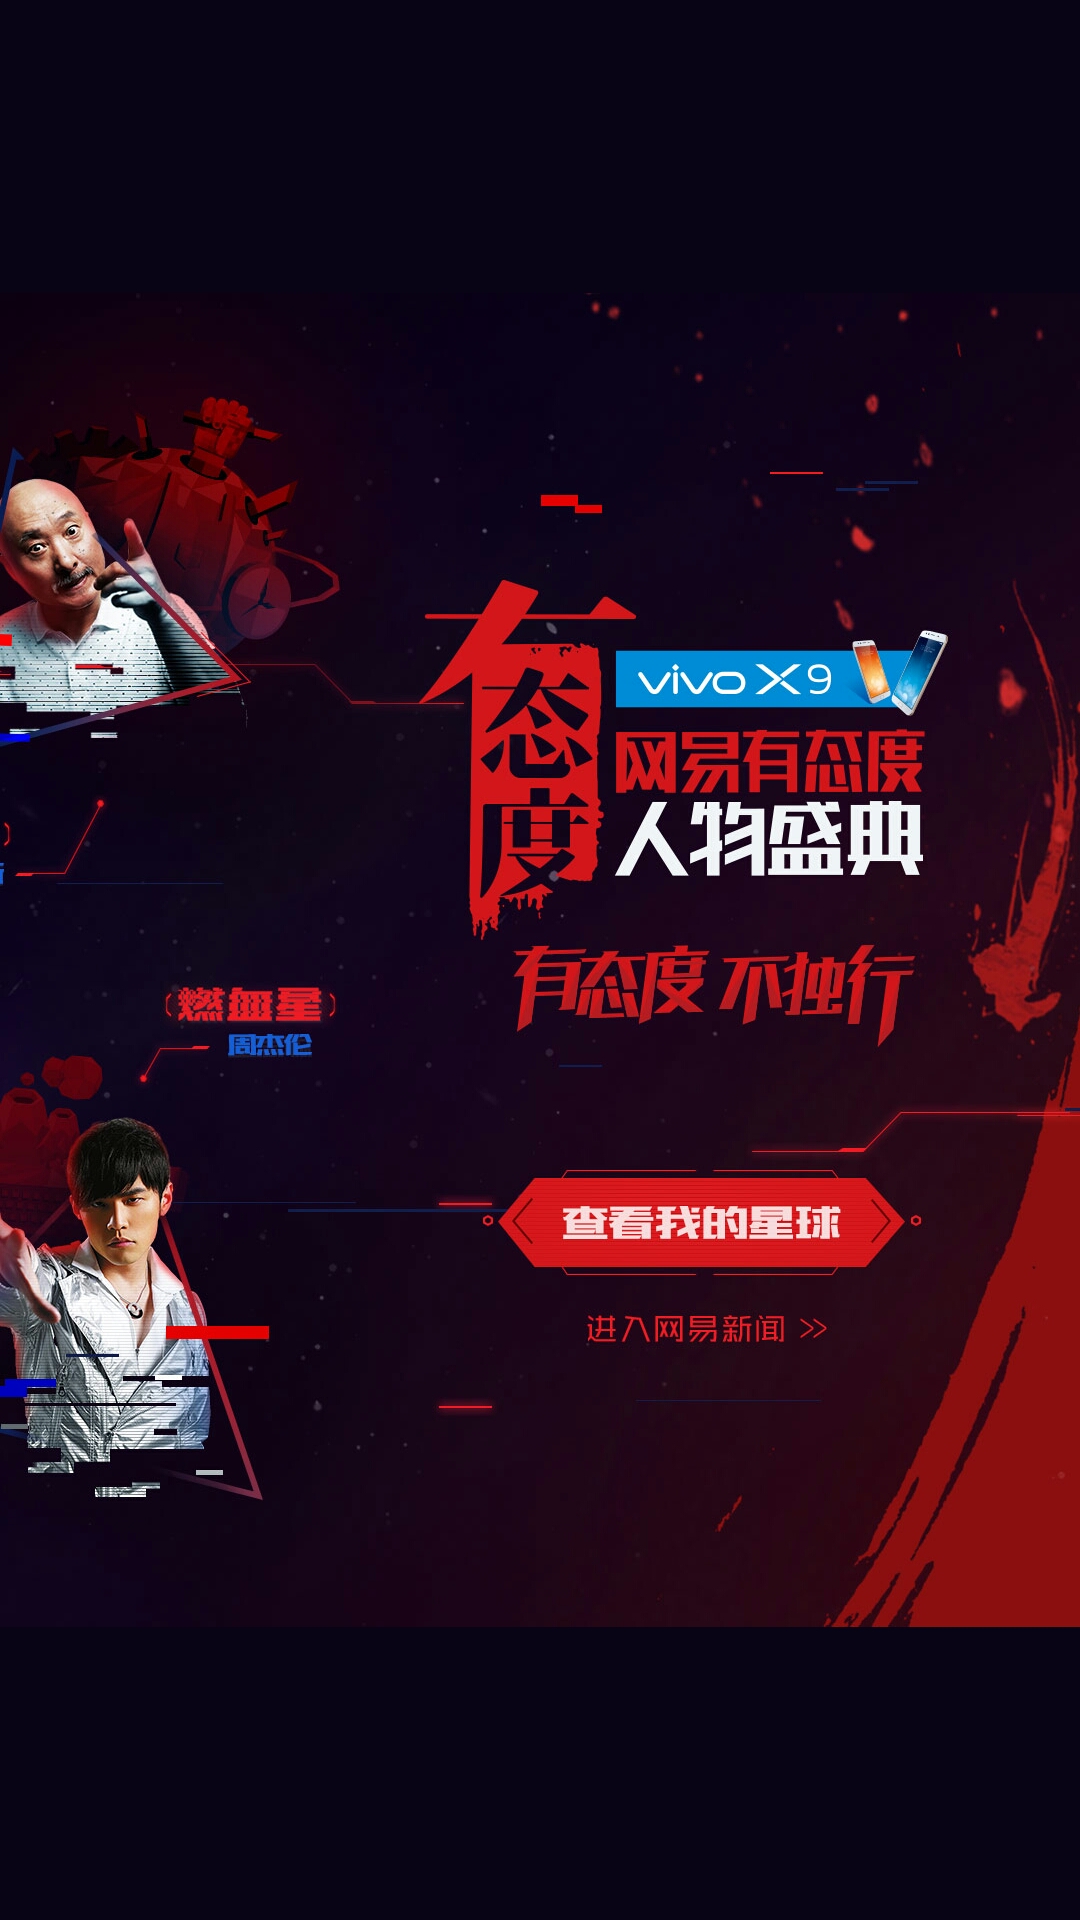 有态度
vivo X9
网易有态度
人物盛典
有态度 不独行
燃血星
周杰伦
查看我的星球
进入网易新闻 >>